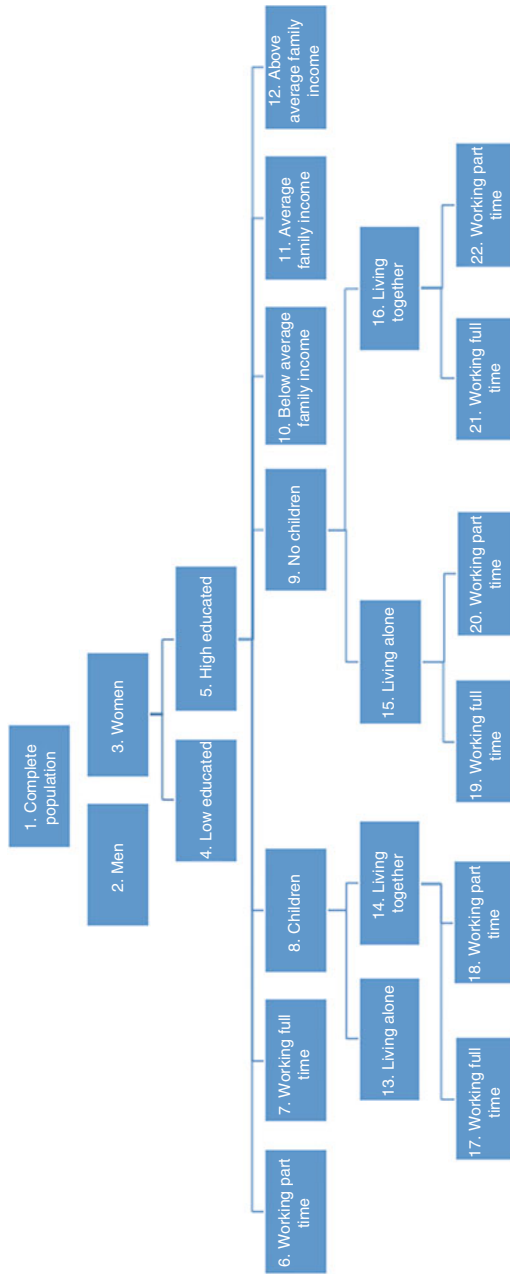 1. Complete
population
2. Men
3. Women
4. Low educated
5. High educated
6. Working part
time
7. Working full
time
8. Children
9. No children
10. Below average
family income
11. Average
family income
12. Above
average family
income
13. Living alone
14. Living
together
15. Living alone
16. Living
together
17. Working full
time
18. Working part
time
19. Working full
time
20. Working part
time
21. Working full
time
22. Working part
time